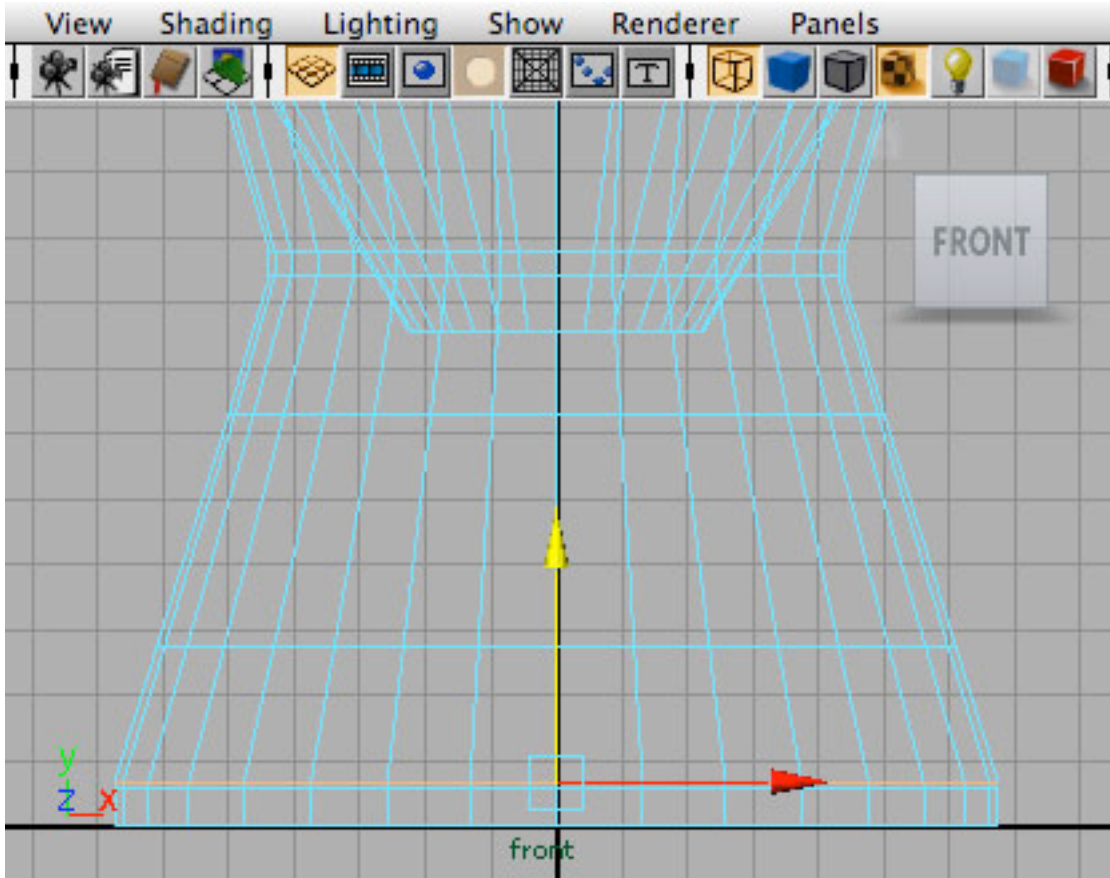 View Shading Lighting Show Renderer Panels
T
FRONT
y
z x
front